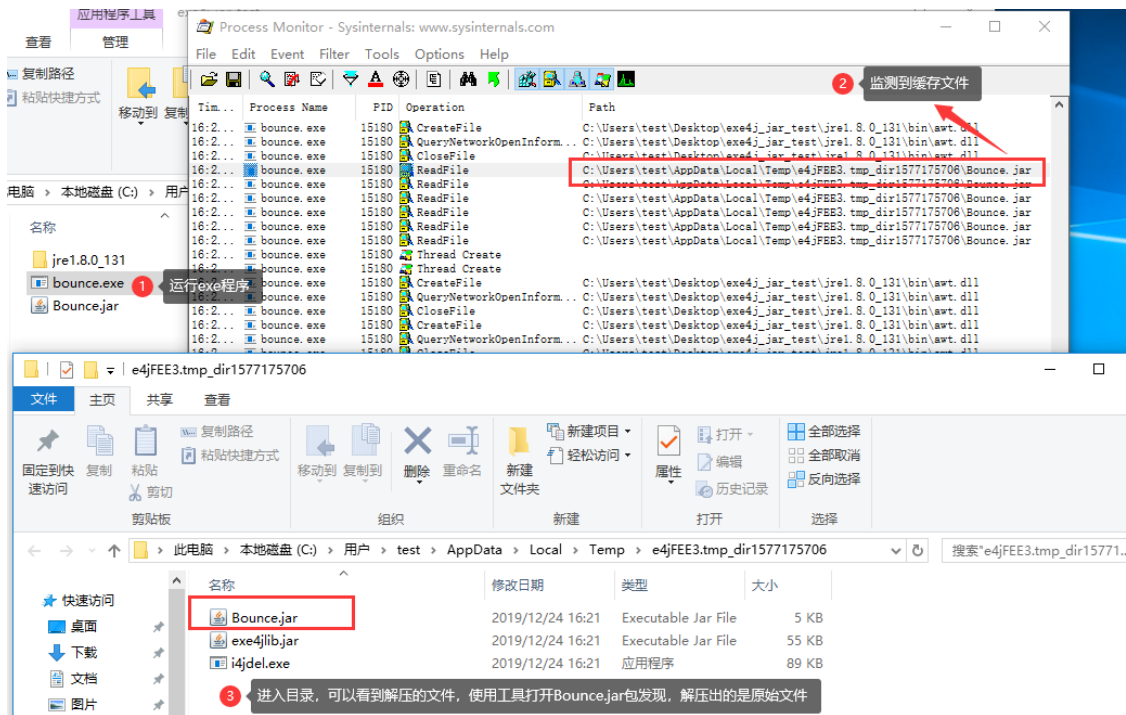 应用程序工具
查看 管理
复制路径
粘贴快捷方式
移动到 复制
电脑 › 本地磁盘 (C:) › 用户
名称
jre1.8.0_131
bounce.exe
Bounce.jar
1 运行exe程序
Process Monitor - Sysinternals: www.sysinternals.com
File Edit Event Filter Tools Options Help
2 监测到缓存文件
Tim... Process Name PID Operation Path
16:2... bounce.exe 15180 CreateFile C:\Users\test\Desktop\exe4j_jar_test\jre1.8.0_131\bin\awt.dll
16:2... bounce.exe 15180 QueryNetworkOpenInform... C:\Users\test\Desktop\exe4j_jar_test\jre1.8.0_131\bin\awt.dll
16:2... bounce.exe 15180 CloseFile C:\Users\test\Desktop\exe4j_jar_test\jre1.8.0_131\bin\awt.dll
16:2... bounce.exe 15180 ReadFile C:\Users\test\AppData\Local\Temp\e4jFEE3.tmp_dir1577175706\Bounce.jar
16:2... bounce.exe 15180 ReadFile C:\Users\test\AppData\Local\Temp\e4jFEE3.tmp_dir1577175706\Bounce.jar
16:2... bounce.exe 15180 ReadFile C:\Users\test\AppData\Local\Temp\e4jFEE3.tmp_dir1577175706\Bounce.jar
16:2... bounce.exe 15180 ReadFile C:\Users\test\AppData\Local\Temp\e4jFEE3.tmp_dir1577175706\Bounce.jar
16:2... bounce.exe 15180 ReadFile C:\Users\test\AppData\Local\Temp\e4jFEE3.tmp_dir1577175706\Bounce.jar
16:2... bounce.exe 15180 ReadFile C:\Users\test\AppData\Local\Temp\e4jFEE3.tmp_dir1577175706\Bounce.jar
16:2... bounce.exe 15180 Thread Create
16:2... bounce.exe 15180 Thread Create
16:2... bounce.exe 15180 CreateFile C:\Users\test\Desktop\exe4j_jar_test\jre1.8.0_131\bin\awt.dll
16:2... bounce.exe 15180 QueryNetworkOpenInform... C:\Users\test\Desktop\exe4j_jar_test\jre1.8.0_131\bin\awt.dll
16:2... bounce.exe 15180 CloseFile C:\Users\test\Desktop\exe4j_jar_test\jre1.8.0_131\bin\awt.dll
16:2... bounce.exe 15180 CreateFile C:\Users\test\Desktop\exe4j_jar_test\jre1.8.0_131\bin\awt.dll
16:2... bounce.exe 15180 QueryNetworkOpenInform... C:\Users\test\Desktop\exe4j_jar_test\jre1.8.0_131\bin\awt.dll
e4jFEE3.tmp_dir1577175706
文件 主页 共享 查看
固定到快速访问 复制 粘贴 复制路径 粘贴快捷方式 剪切
移动到 复制到 删除 重命名
新建文件夹 新建项目 轻松访问
属性 打开 编辑 历史记录
全部选择 全部取消 反向选择
剪贴板 组织 新建 打开 选择
此电脑 › 本地磁盘 (C:) › 用户 › test › AppData › Local › Temp › e4jFEE3.tmp_dir1577175706 搜索"e4jFEE3.tmp_dir15771...
名称 修改日期 类型 大小
快速访问
桌面
下载
文档
图片
Bounce.jar 2019/12/24 16:21 Executable Jar File 5 KB
exe4jlib.jar 2019/12/24 16:21 Executable Jar File 55 KB
i4jdel.exe 2019/12/24 16:21 应用程序 89 KB
3 进入目录，可以看到解压的文件，使用工具打开Bounce.jar包发现，解压出的是原始文件